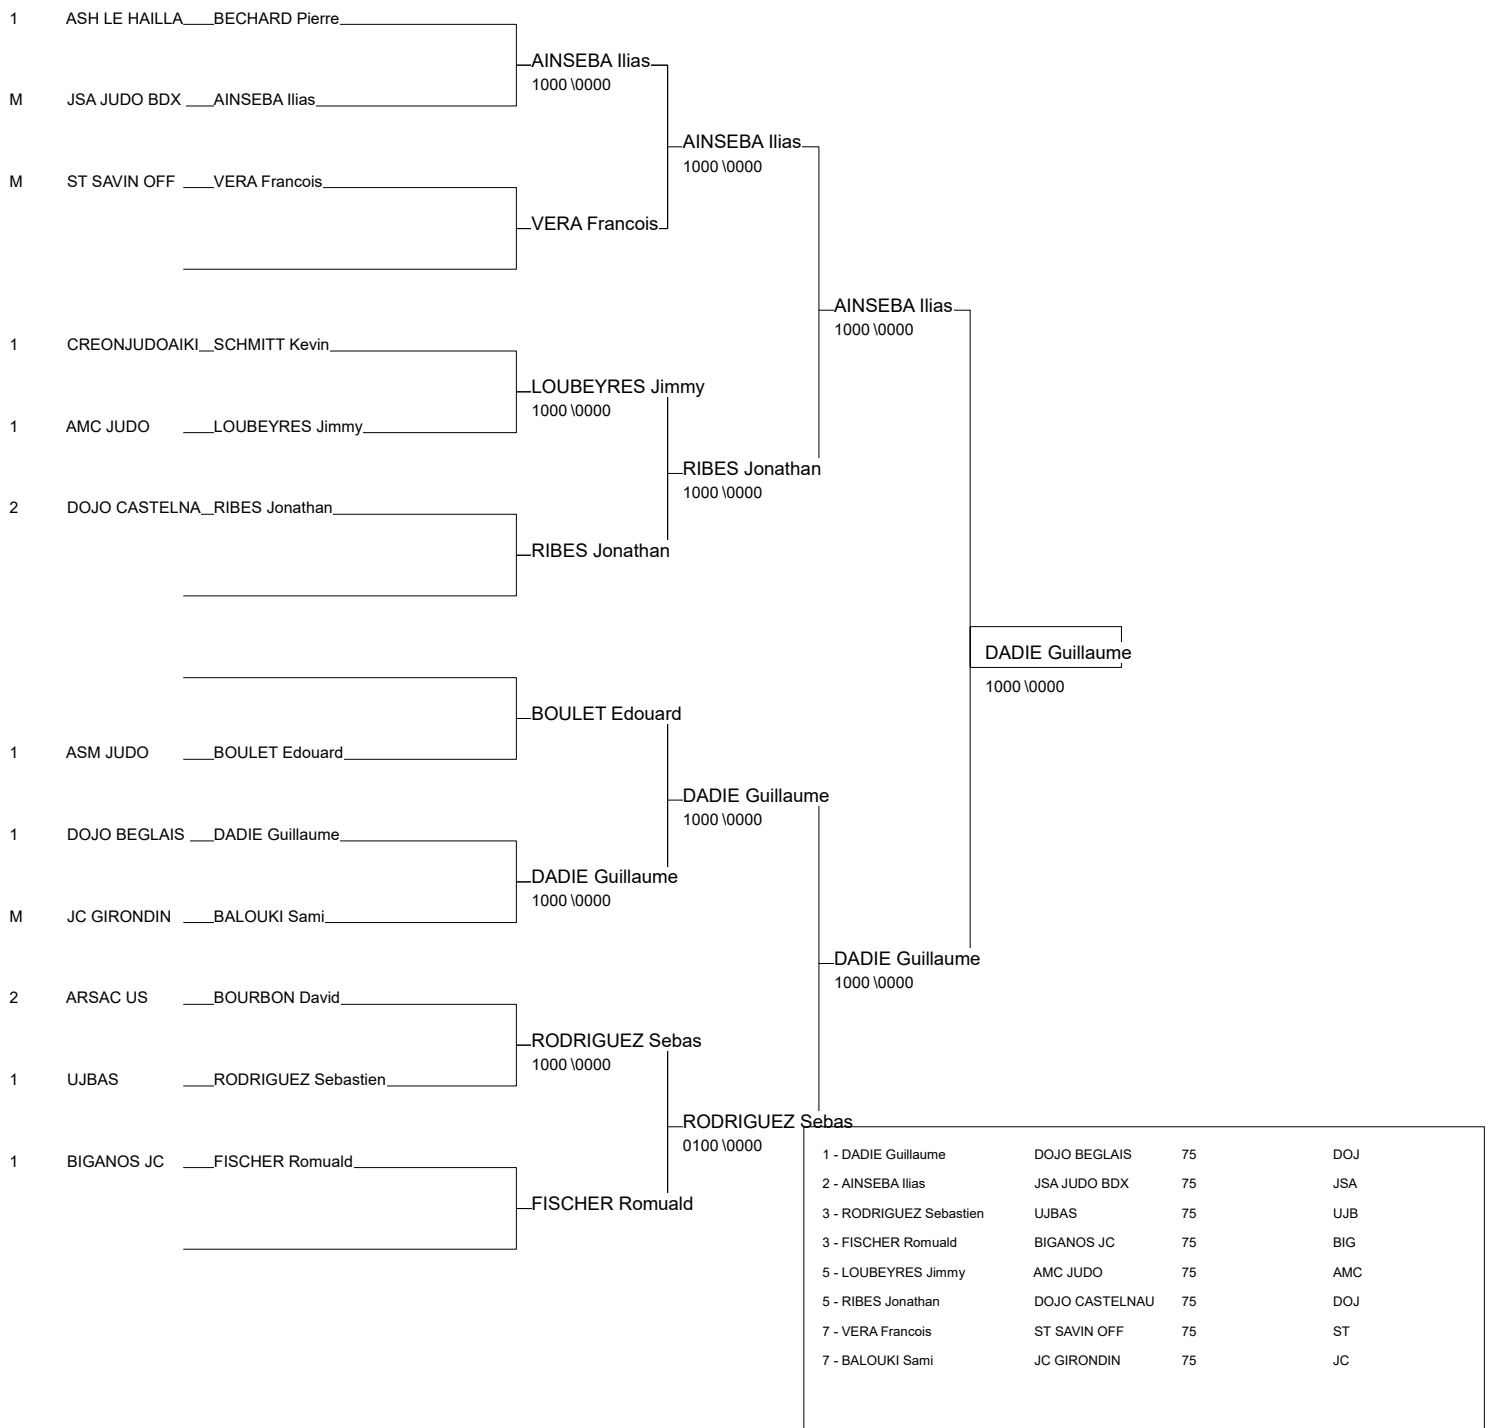 1 ASH LE HAILLA BECHARD Pierre
AINSEBA Ilias
1000 \0000
M JSA JUDO BDX AINSEBA Ilias
AINSEBA Ilias
1000 \0000
M ST SAVIN OFF VERA Francois
VERA Francois
AINSEBA Ilias
1000 \0000
1 CREONJUDOAIKI SCHMITT Kevin
LOUBEYRES Jimmy
1000 \0000
1 AMC JUDO LOUBEYRES Jimmy
RIBES Jonathan
1000 \0000
2 DOJO CASTELNA RIBES Jonathan
RIBES Jonathan
DADIE Guillaume
1000 \0000
BOULET Edouard
1 ASM JUDO BOULET Edouard
DADIE Guillaume
1000 \0000
1 DOJO BEGLAIS DADIE Guillaume
DADIE Guillaume
1000 \0000
M JC GIRONDIN BALOUKI Sami
DADIE Guillaume
1000 \0000
2 ARSAC US BOURBON David
RODRIGUEZ Sebas
1000 \0000
1 UJBAS RODRIGUEZ Sebastien
RODRIGUEZ Sebas
0100 \0000
1 BIGANOS JC FISCHER Romuald
FISCHER Romuald
1 - DADIE Guillaume DOJO BEGLAIS 75 DOJ
2 - AINSEBA Ilias JSA JUDO BDX 75 JSA
3 - RODRIGUEZ Sebastien UJBAS 75 UJB
3 - FISCHER Romuald BIGANOS JC 75 BIG
5 - LOUBEYRES Jimmy AMC JUDO 75 AMC
5 - RIBES Jonathan DOJO CASTELNAU 75 DOJ
7 - VERA Francois ST SAVIN OFF 75 ST
7 - BALOUKI Sami JC GIRONDIN 75 JC